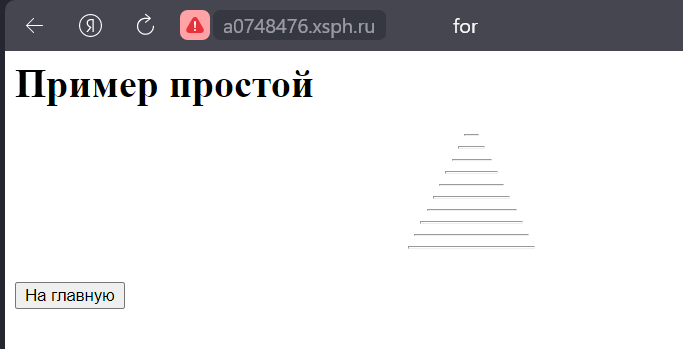 Я a0748476.xsph.ru for
Пример простой
На главную